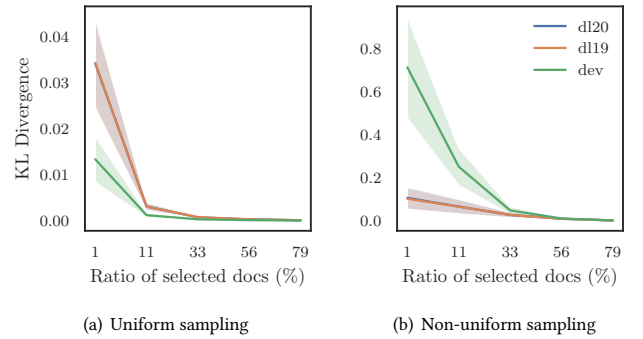 KL Divergence
0.04
0.03
0.02
0.01
0.00
1 11 33 56 79
Ratio of selected docs (%)
(a) Uniform sampling
0.8
0.6
0.4
0.2
0.0
dl20
dl19
dev
1 11 33 56 79
Ratio of selected docs (%)
(b) Non-uniform sampling